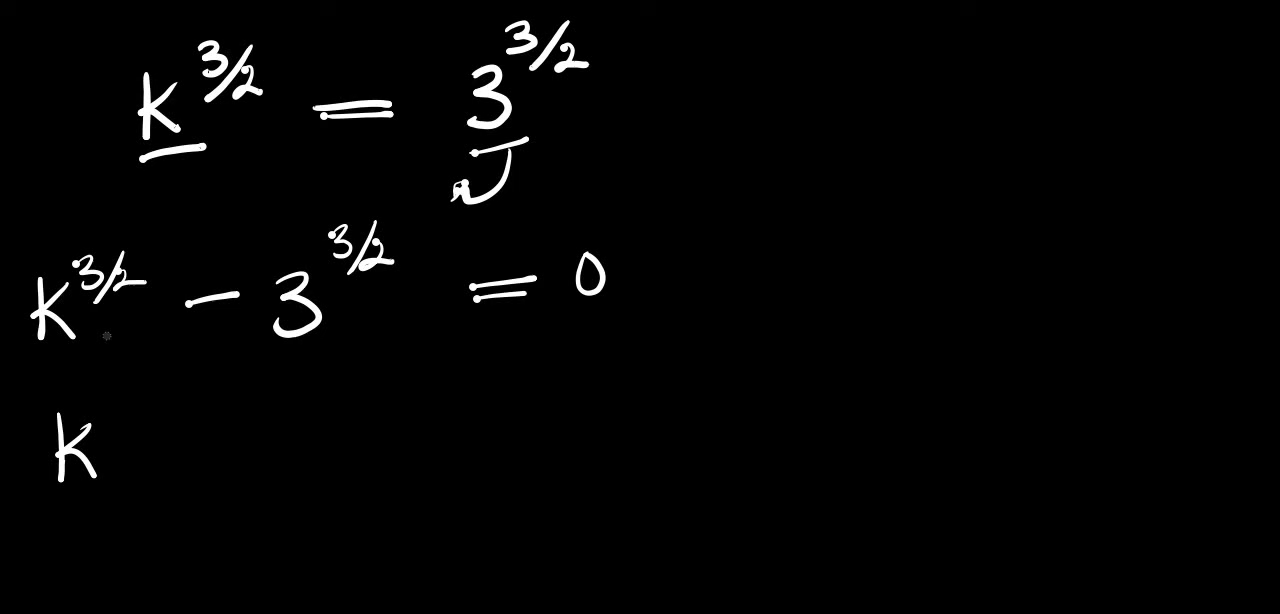 k^{3/2} = 3^{3/2}
k^{3/2} - 3^{3/2} = 0
k